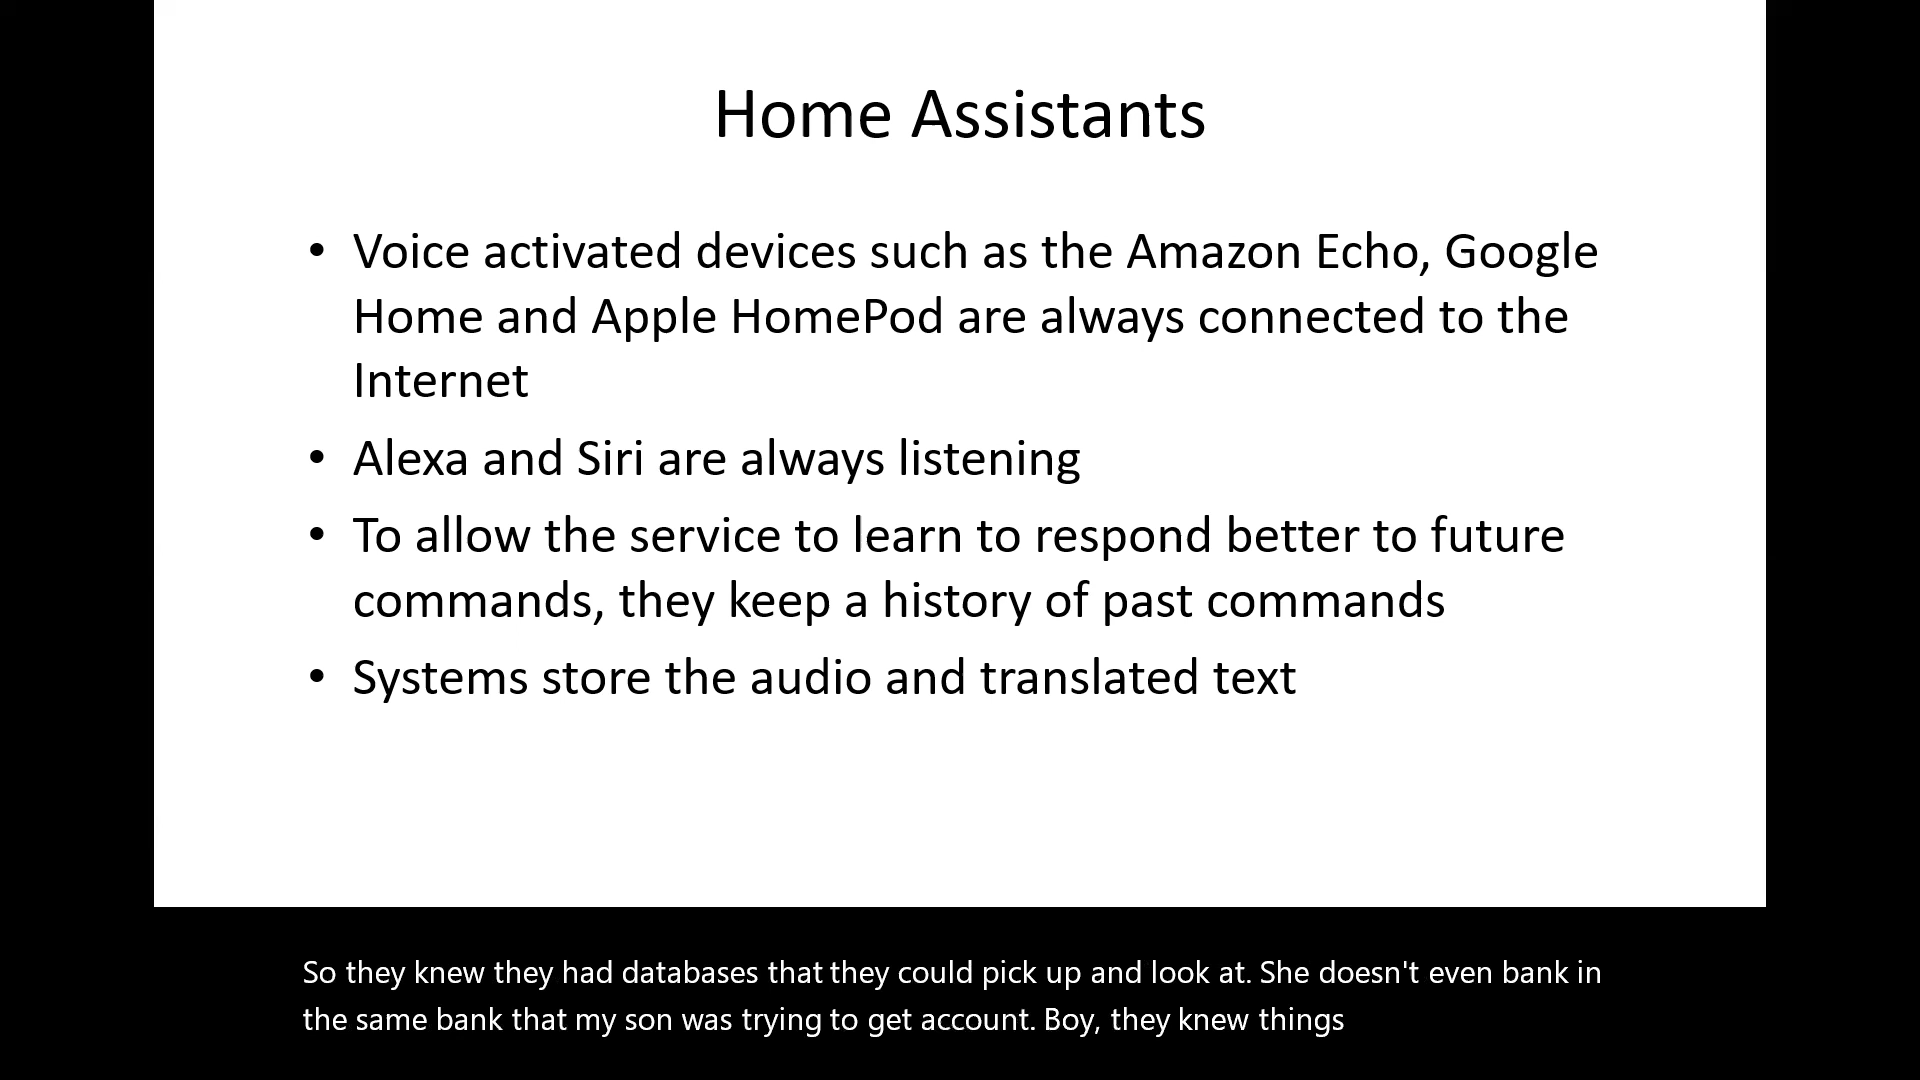 Home Assistants
• Voice activated devices such as the Amazon Echo, Google
Home and Apple HomePod are always connected to the
Internet
• Alexa and Siri are always listening
• To allow the service to learn to respond better to future
commands, they keep a history of past commands
• Systems store the audio and translated text
So they knew they had databases that they could pick up and look at. She doesn't even bank in
the same bank that my son was trying to get account. Boy, they knew things